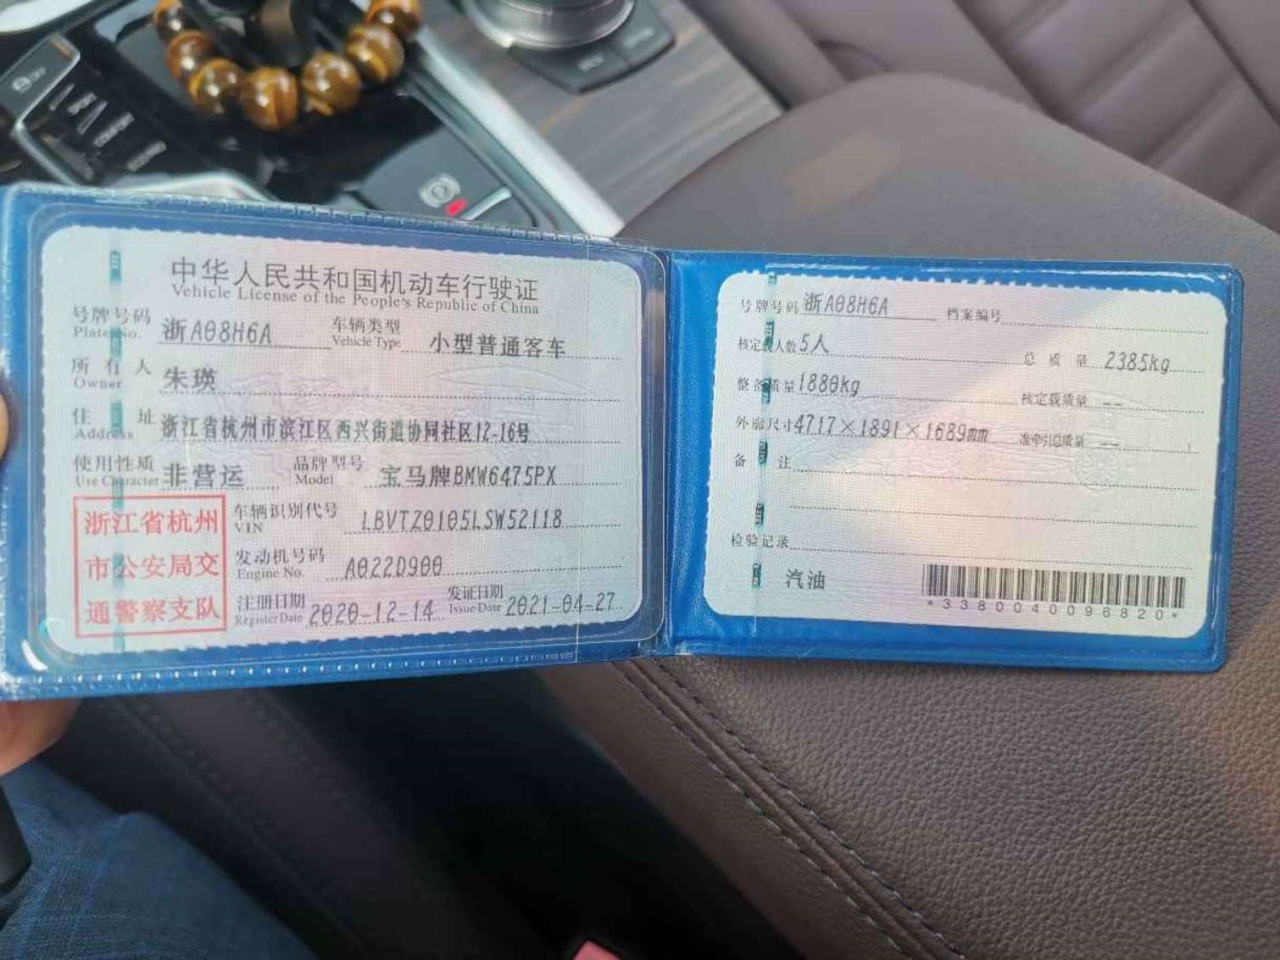 中华人民共和国机动车行驶证
Vehicle License of the People's Republic of China
号牌号码 浙A08H6A 车辆类型 小型普通客车
Plate No. Vehicle Type
所有人 朱瑛
Owner
住址 浙江省杭州市滨江区西兴街道协同社区12-16号
Address
使用性质 非营运 品牌型号 宝马牌BMW6475PX
Use Character Model
浙江省杭州
市公安局交
通警察支队
车辆识别代号 LBVTZ0105LSW52118
VIN
发动机号码 A022D900
Engine No.
注册日期 2020-12-14 发证日期 2021-04-27
Register Date Issue Date
号牌号码 浙A08H6A 档案编号
核定载人数 5人 总质量 2385kg
整备质量 1880kg 核定载质量 --
外廓尺寸 4717×1891×1689mm 准牵引总质量 --
备注
检验记录
汽油
*3380040096820*